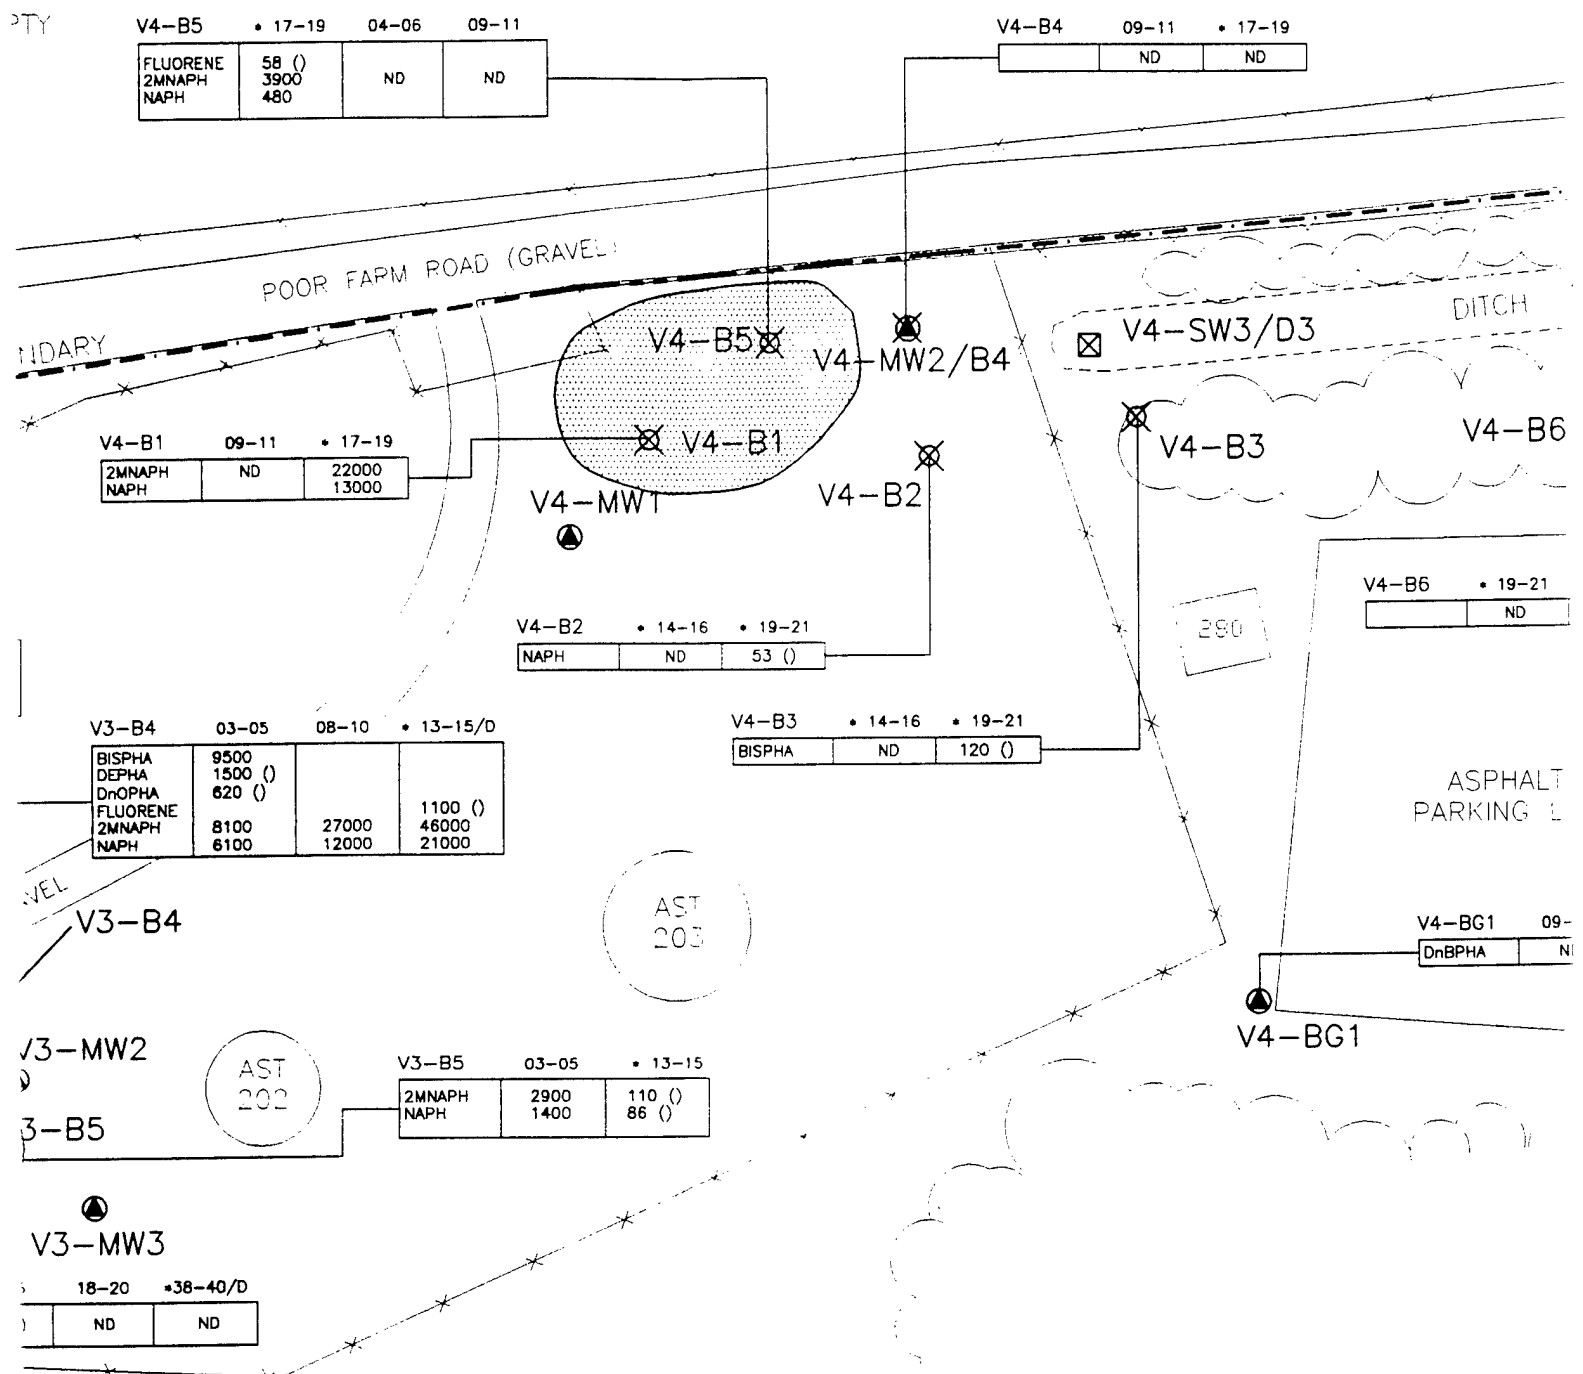 V4-B5 * 17-19 04-06 09-11
FLUORENE 58 ()
2MNAPH 3900 ND ND
NAPH 480
V4-B4 09-11 * 17-19
ND ND
POOR FARM ROAD (GRAVEL)
V4-B5
V4-MW2/B4
V4-SW3/D3
DITCH
V4-B1 09-11 * 17-19
2MNAPH ND 22000
NAPH 13000
V4-B1
V4-B2
V4-B3
V4-B6
V4-MW1
V4-B6 * 19-21
ND
280
V4-B2 * 14-16 * 19-21
NAPH ND 53 ()
V3-B4 03-05 08-10 * 13-15/D
BISPHA 9500
DEPHA 1500 ()
DnOPHA 620 ()
FLUORENE 1100 ()
2MNAPH 8100 27000 46000
NAPH 6100 12000 21000
V4-B3 * 14-16 * 19-21
BISPHA ND 120 ()
ASPHALT
PARKING L
VEL
V3-B4
AST
203
V4-BG1 09-
DnBPHA
V4-BG1
V3-MW2
AST
202
3-B5
V3-B5 03-05 * 13-15
2MNAPH 2900 110 ()
NAPH 1400 86 ()
V3-MW3
18-20 *38-40/D
) ND ND